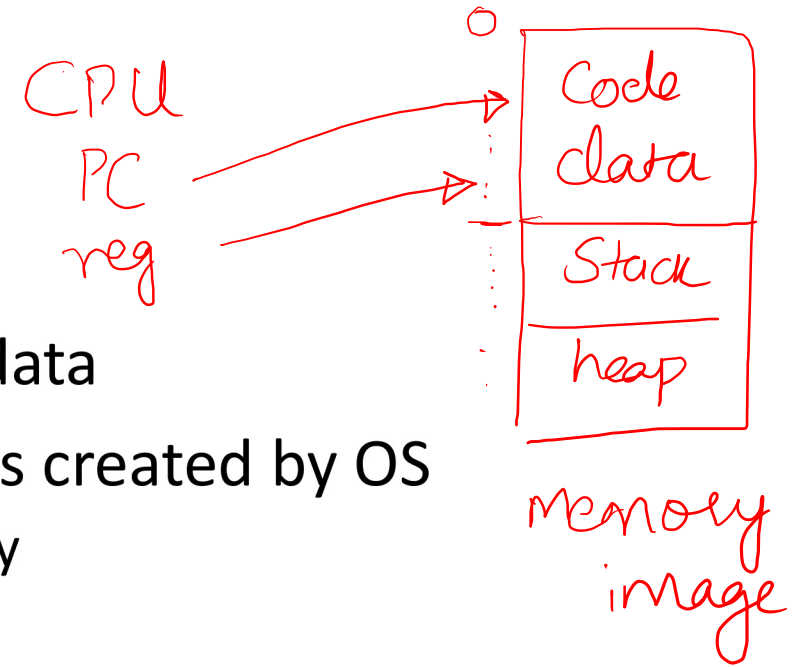 0
CPU
Code
PC
data
reg
Stack
data
heap
s created by OS
y
memory
image